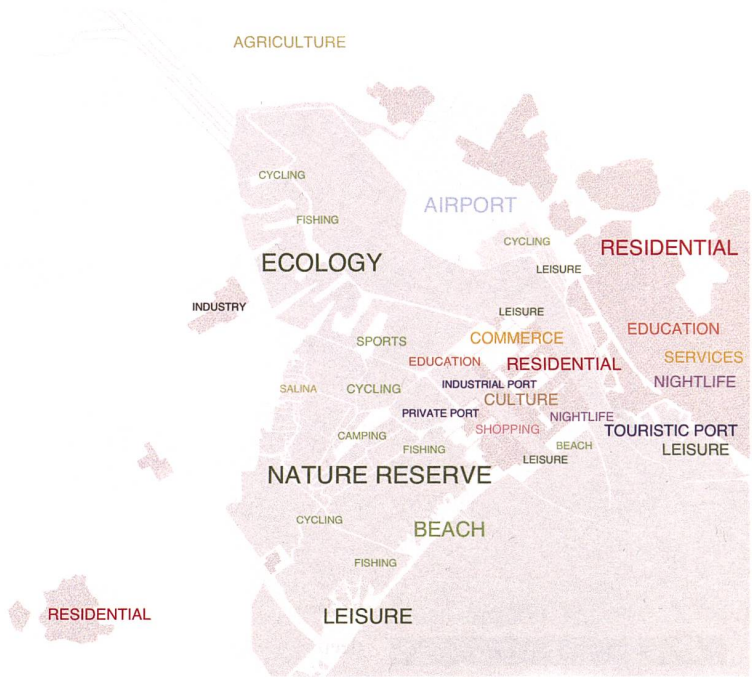 AGRICULTURE
CYCLING
AIRPORT
FISHING
CYCLING
RESIDENTIAL
ECOLOGY
LEISURE
INDUSTRY
LEISURE
EDUCATION
SPORTS
COMMERCE
SERVICES
EDUCATION
RESIDENTIAL
NIGHTLIFE
SALINA
CYCLING
INDUSTRIAL PORT
CULTURE
PRIVATE PORT
NIGHTLIFE
SHOPPING
TOURISTIC PORT
CAMPING
FISHING
BEACH
LEISURE
LEISURE
NATURE RESERVE
CYCLING
BEACH
FISHING
RESIDENTIAL
LEISURE